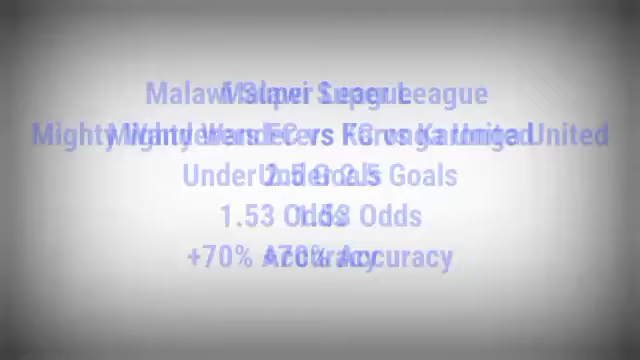 Malawi Super League
Mighty Wanderers FC vs Karonga United
Under 2.5 Goals
1.53 Odds
+70% Accuracy